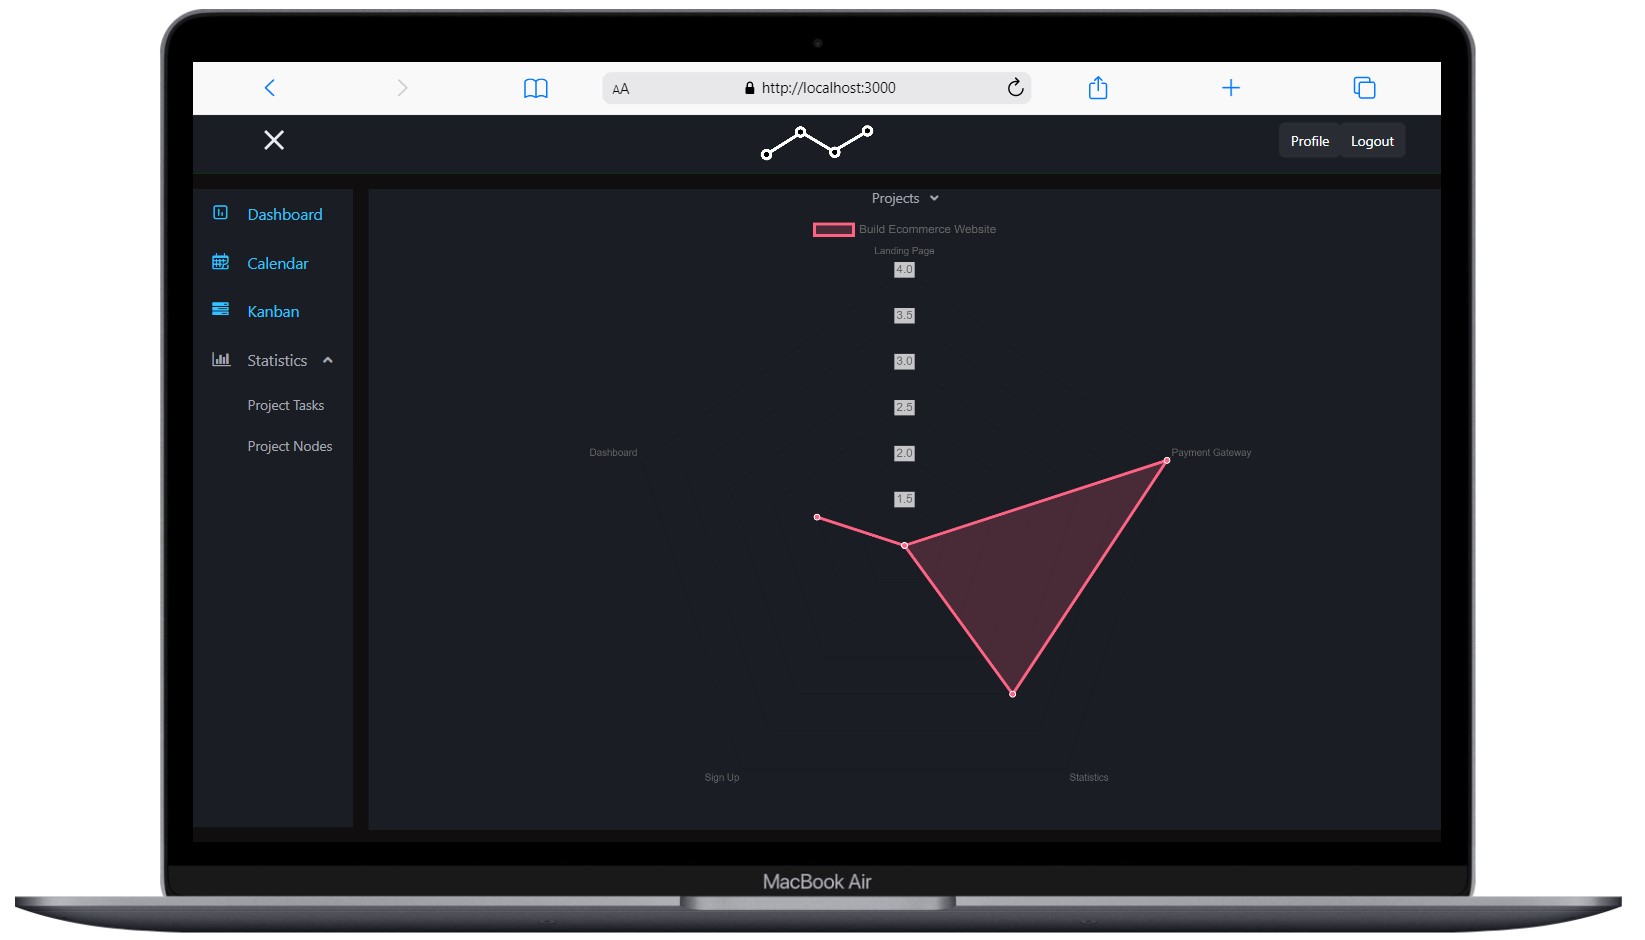 AA http://localhost:3000
Profile Logout
Dashboard
Calendar
Kanban
Statistics
Project Tasks
Project Nodes
Projects
Build Ecommerce Website
Landing Page
4.0
3.5
3.0
2.5
2.0
1.5
Dashboard
Payment Gateway
Sign Up
Statistics
MacBook Air